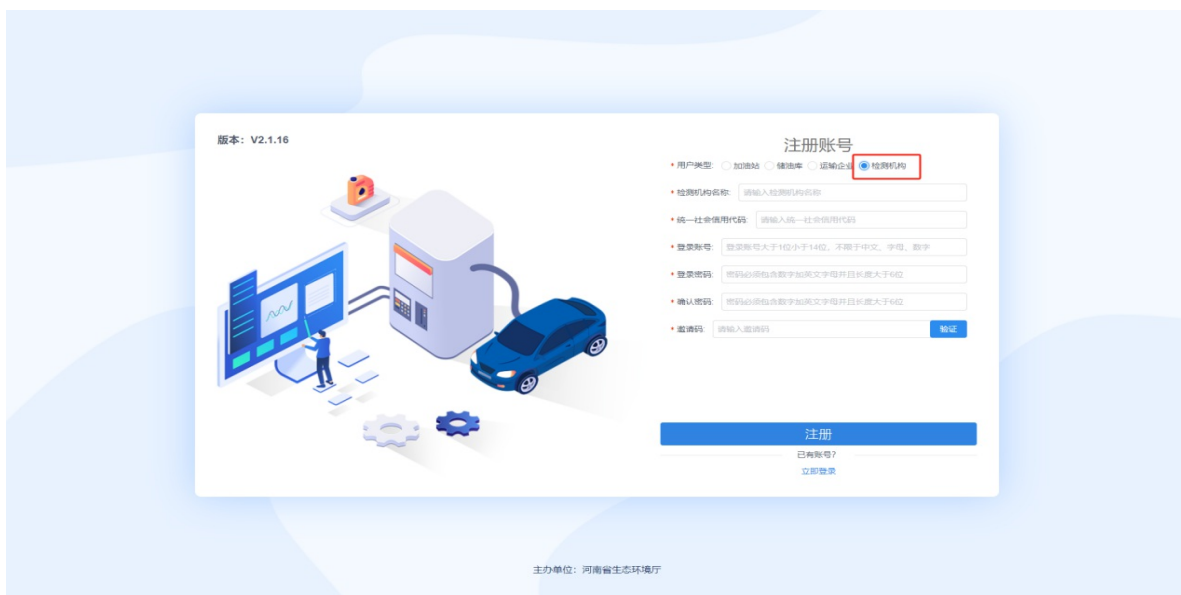 版本：V2.1.16
注册账号
* 用户类型: 加油站 储油库 运输企业 检测机构
* 检测机构名称: 请输入检测机构名称
* 统一社会信用代码: 请输入统一社会信用代码
* 登录账号: 登录账号大于1位小于14位，不限于中文，字母，数字
* 登录密码: 密码必须包含数字加英文字母并且长度大于6位
* 确认密码: 密码必须包含数字加英文字母并且长度大于6位
* 邀请码: 请输入邀请码 验证
注册
已有账号?
立即登录
主办单位：河南省生态环境厅